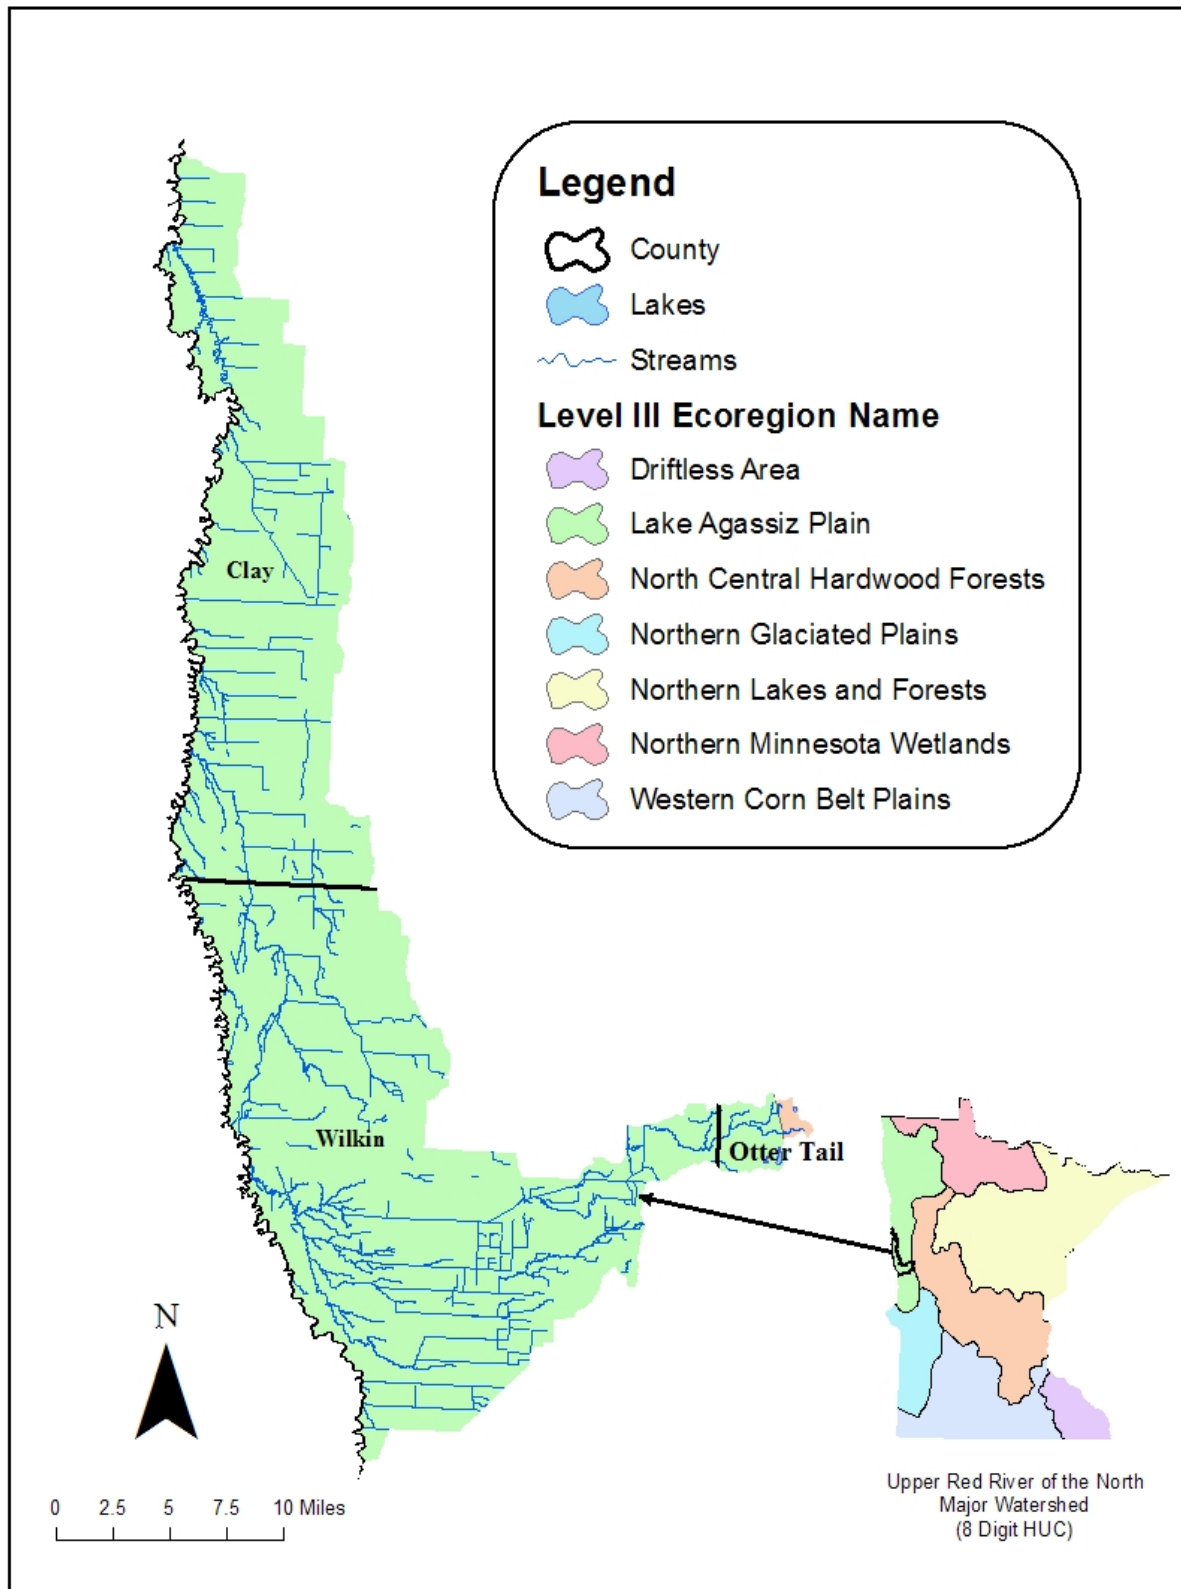 Legend
County
Lakes
Streams
Level III Ecoregion Name
Driftless Area
Lake Agassiz Plain
North Central Hardwood Forests
Northern Glaciated Plains
Northern Lakes and Forests
Northern Minnesota Wetlands
Western Corn Belt Plains
Clay
Wilkin
Otter Tail
N
0 2.5 5 7.5 10 Miles
Upper Red River of the North
Major Watershed
(8 Digit HUC)